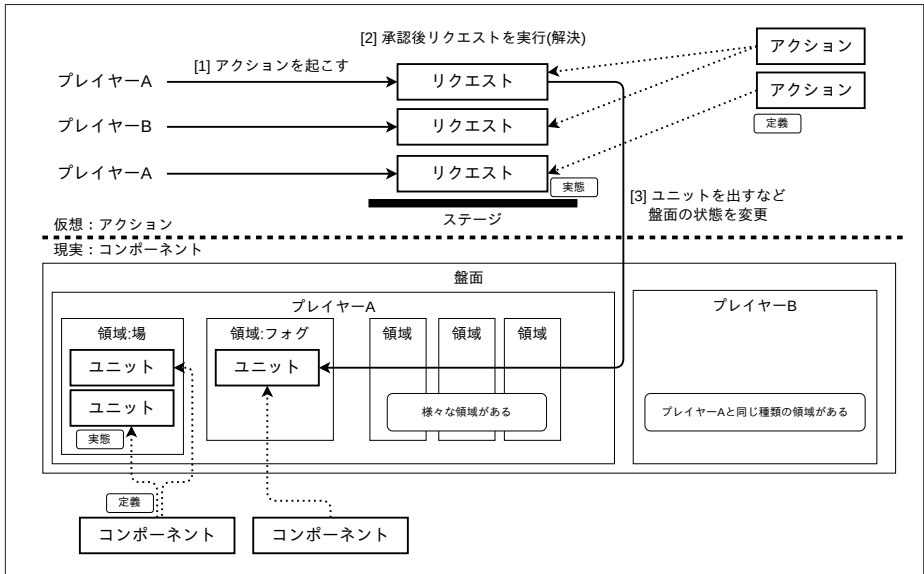 [2] 承認後リクエストを実行(解決)
アクション
[1] アクションを起こす
プレイヤーA
リクエスト
アクション
プレイヤーB
リクエスト
定義
プレイヤーA
リクエスト
実態
[3] ユニットを出すなど
盤面の状態を変更
ステージ
仮想：アクション
現実：コンポーネント
盤面
プレイヤーA
プレイヤーB
領域:場
領域:フォグ
領域
領域
領域
ユニット
ユニット
ユニット
様々な領域がある
プレイヤーAと同じ種類の領域がある
実態
定義
コンポーネント
コンポーネント